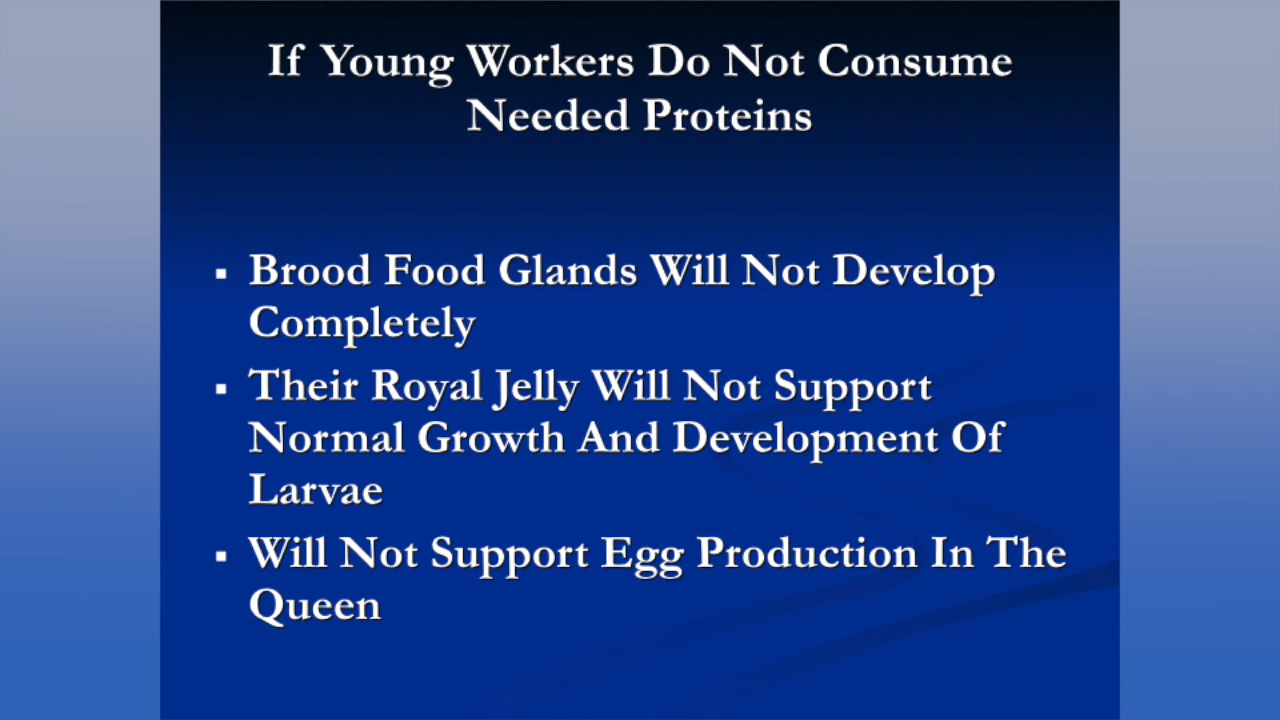 If Young Workers Do Not Consume
Needed Proteins
▪ Brood Food Glands Will Not Develop
Completely
▪ Their Royal Jelly Will Not Support
Normal Growth And Development Of
Larvae
▪ Will Not Support Egg Production In The
Queen